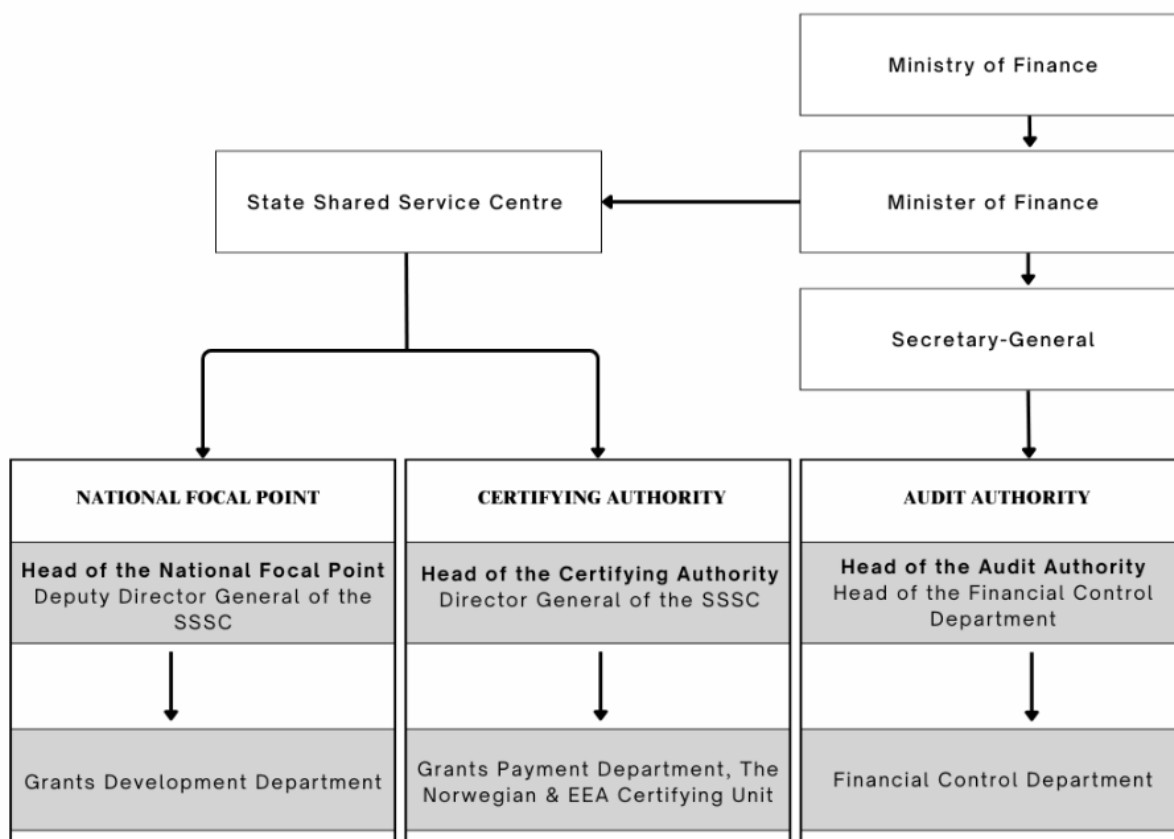 Ministry of Finance
State Shared Service Centre
Minister of Finance
Secretary-General
NATIONAL FOCAL POINT
Head of the National Focal Point
Deputy Director General of the
SSSC
Grants Development Department
CERTIFYING AUTHORITY
Head of the Certifying Authority
Director General of the SSSC
Grants Payment Department, The
Norwegian & EEA Certifying Unit
AUDIT AUTHORITY
Head of the Audit Authority
Head of the Financial Control
Department
Financial Control Department